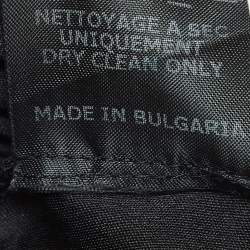 NETTOYAGE A SEC
UNIQUEMENT
DRY CLEAN ONLY
MADE IN BULGARIA